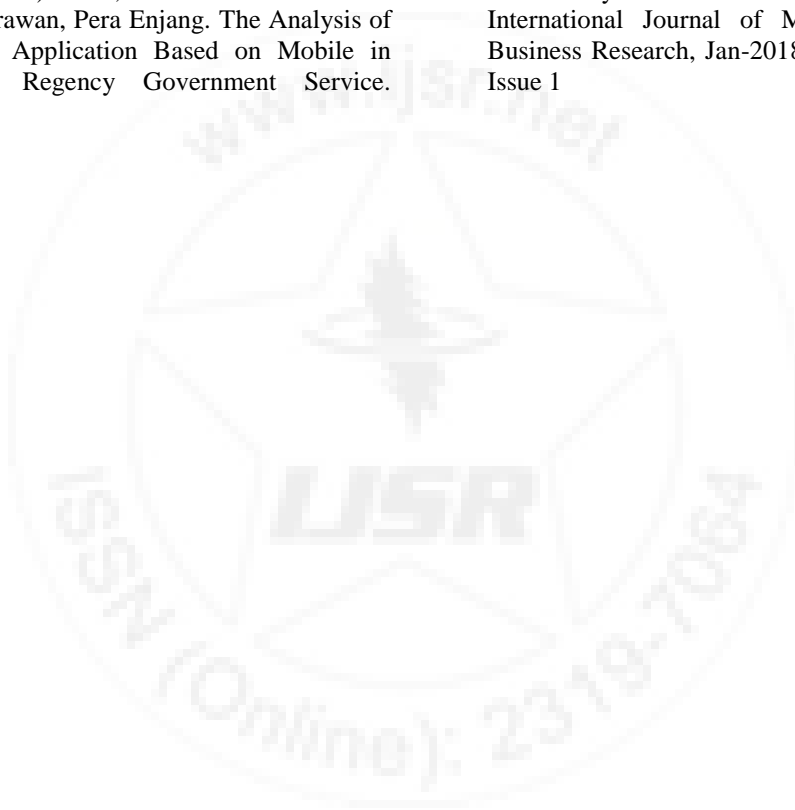 rawan, Pera Enjang. The Analysis of
Application Based on Mobile in
Regency Government Service.
International Journal of M
Business Research, Jan-2018
Issue 1
www.ijsr.net
IJSR
ISSN (Online): 2319-7064